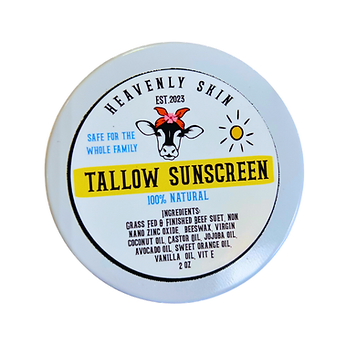 HEAVENLY SKIN
EST.2023
SAFE FOR THE
WHOLE FAMILY
TALLOW SUNSCREEN
100% NATURAL
INGREDIENTS:
GRASS FED & FINISHED BEEF SUET, NON
NANO ZINC OXIDE, BEESWAX, VIRGIN
COCONUT OIL, CASTOR OIL, JOJOBA OIL,
AVOCADO OIL, SWEET ORANGE OIL,
VANILLA OIL, VIT E
2 OZ